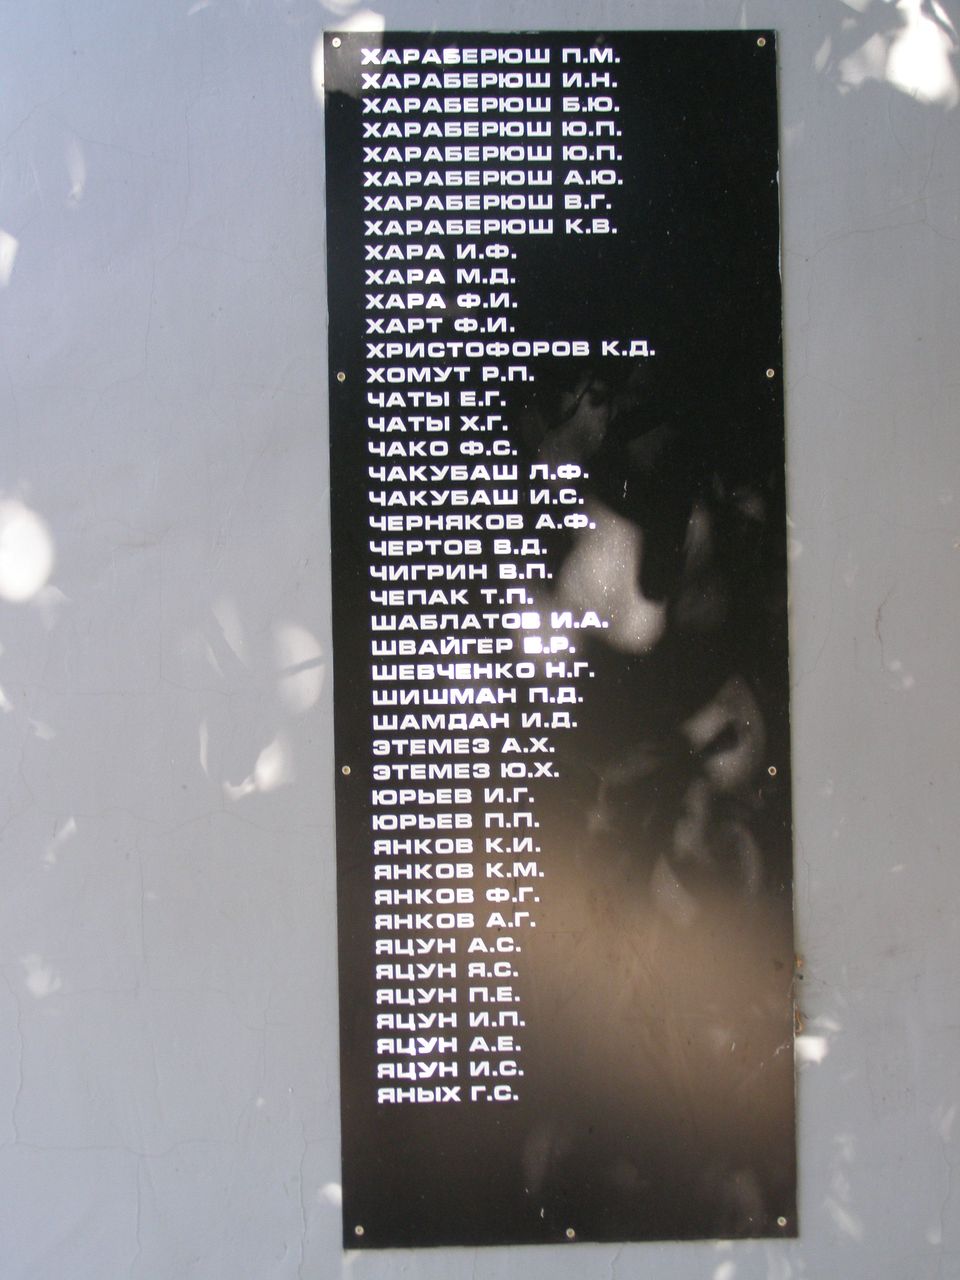 ХАРАБЕРЮШ П.М.
ХАРАБЕРЮШ И.Н.
ХАРАБЕРЮШ Б.Ю.
ХАРАБЕРЮШ Ю.П.
ХАРАБЕРЮШ Ю.П.
ХАРАБЕРЮШ А.Ю.
ХАРАБЕРЮШ В.Г.
ХАРАБЕРЮШ К.В.
ХАРА И.Ф.
ХАРА М.Д.
ХАРА Ф.И.
ХАРТ Ф.И.
ХРИСТОФОРОВ К.Д.
ХОМУТ Р.П.
ЧАТЫ Е.Г.
ЧАТЫ Х.Г.
ЧАКО Ф.С.
ЧАКУБАШ Л.Ф.
ЧАКУБАШ И.С.
ЧЕРНЯКОВ А.Ф.
ЧЕРТОВ В.Д.
ЧИГРИН В.П.
ЧЕПАК Т.П.
ШАБЛАТОВ И.А.
ШВАЙГЕР
ШЕВЧЕНКО Н.Г.
ШИШМАН П.Д.
ШАМДАН И.Д.
ЭТЕМЕЗ А.Х.
ЭТЕМЕЗ Ю.Х.
ЮРЬЕВ И.Г.
ЮРЬЕВ П.П.
ЯНКОВ К.И.
ЯНКОВ К.М.
ЯНКОВ Ф.Г.
ЯНКОВ А.Г.
ЯЦУН А.С.
ЯЦУН Я.С.
ЯЦУН П.Е.
ЯЦУН И.П.
ЯЦУН А.Е.
ЯЦУН И.С.
ЯНЫХ Г.С.